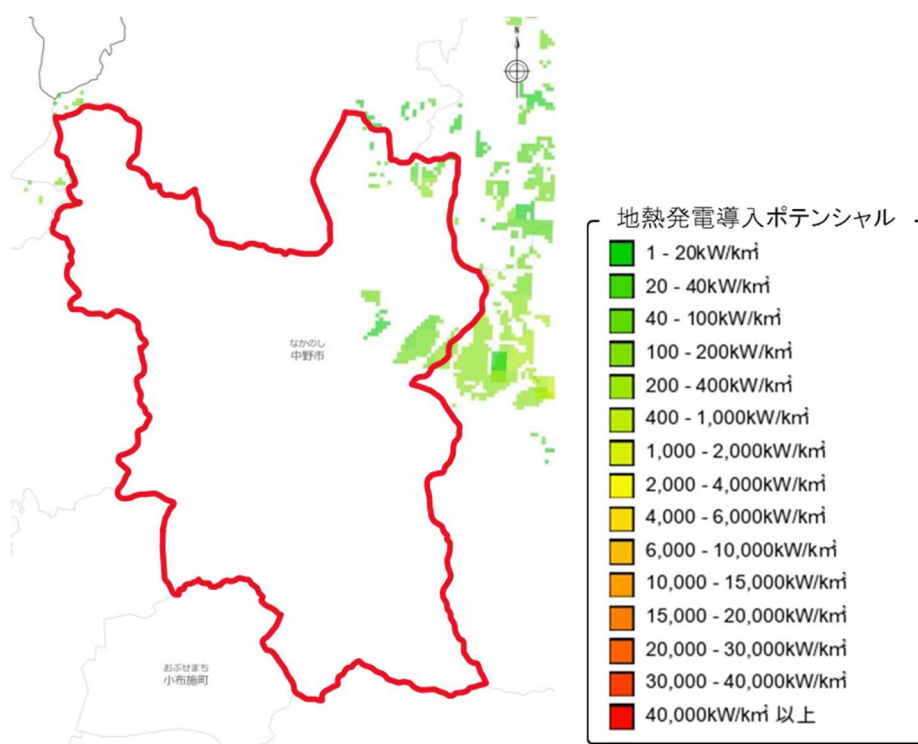 N
地熱発電導入ポテンシャル
1 - 20kW/k㎡
20 - 40kW/k㎡
40 - 100kW/k㎡
100 - 200kW/k㎡
200 - 400kW/k㎡
400 - 1,000kW/k㎡
1,000 - 2,000kW/k㎡
2,000 - 4,000kW/k㎡
4,000 - 6,000kW/k㎡
6,000 - 10,000kW/k㎡
10,000 - 15,000kW/k㎡
15,000 - 20,000kW/k㎡
20,000 - 30,000kW/k㎡
30,000 - 40,000kW/k㎡
40,000kW/k㎡ 以上
なかのし
中野市
おぶせまち
小布施町